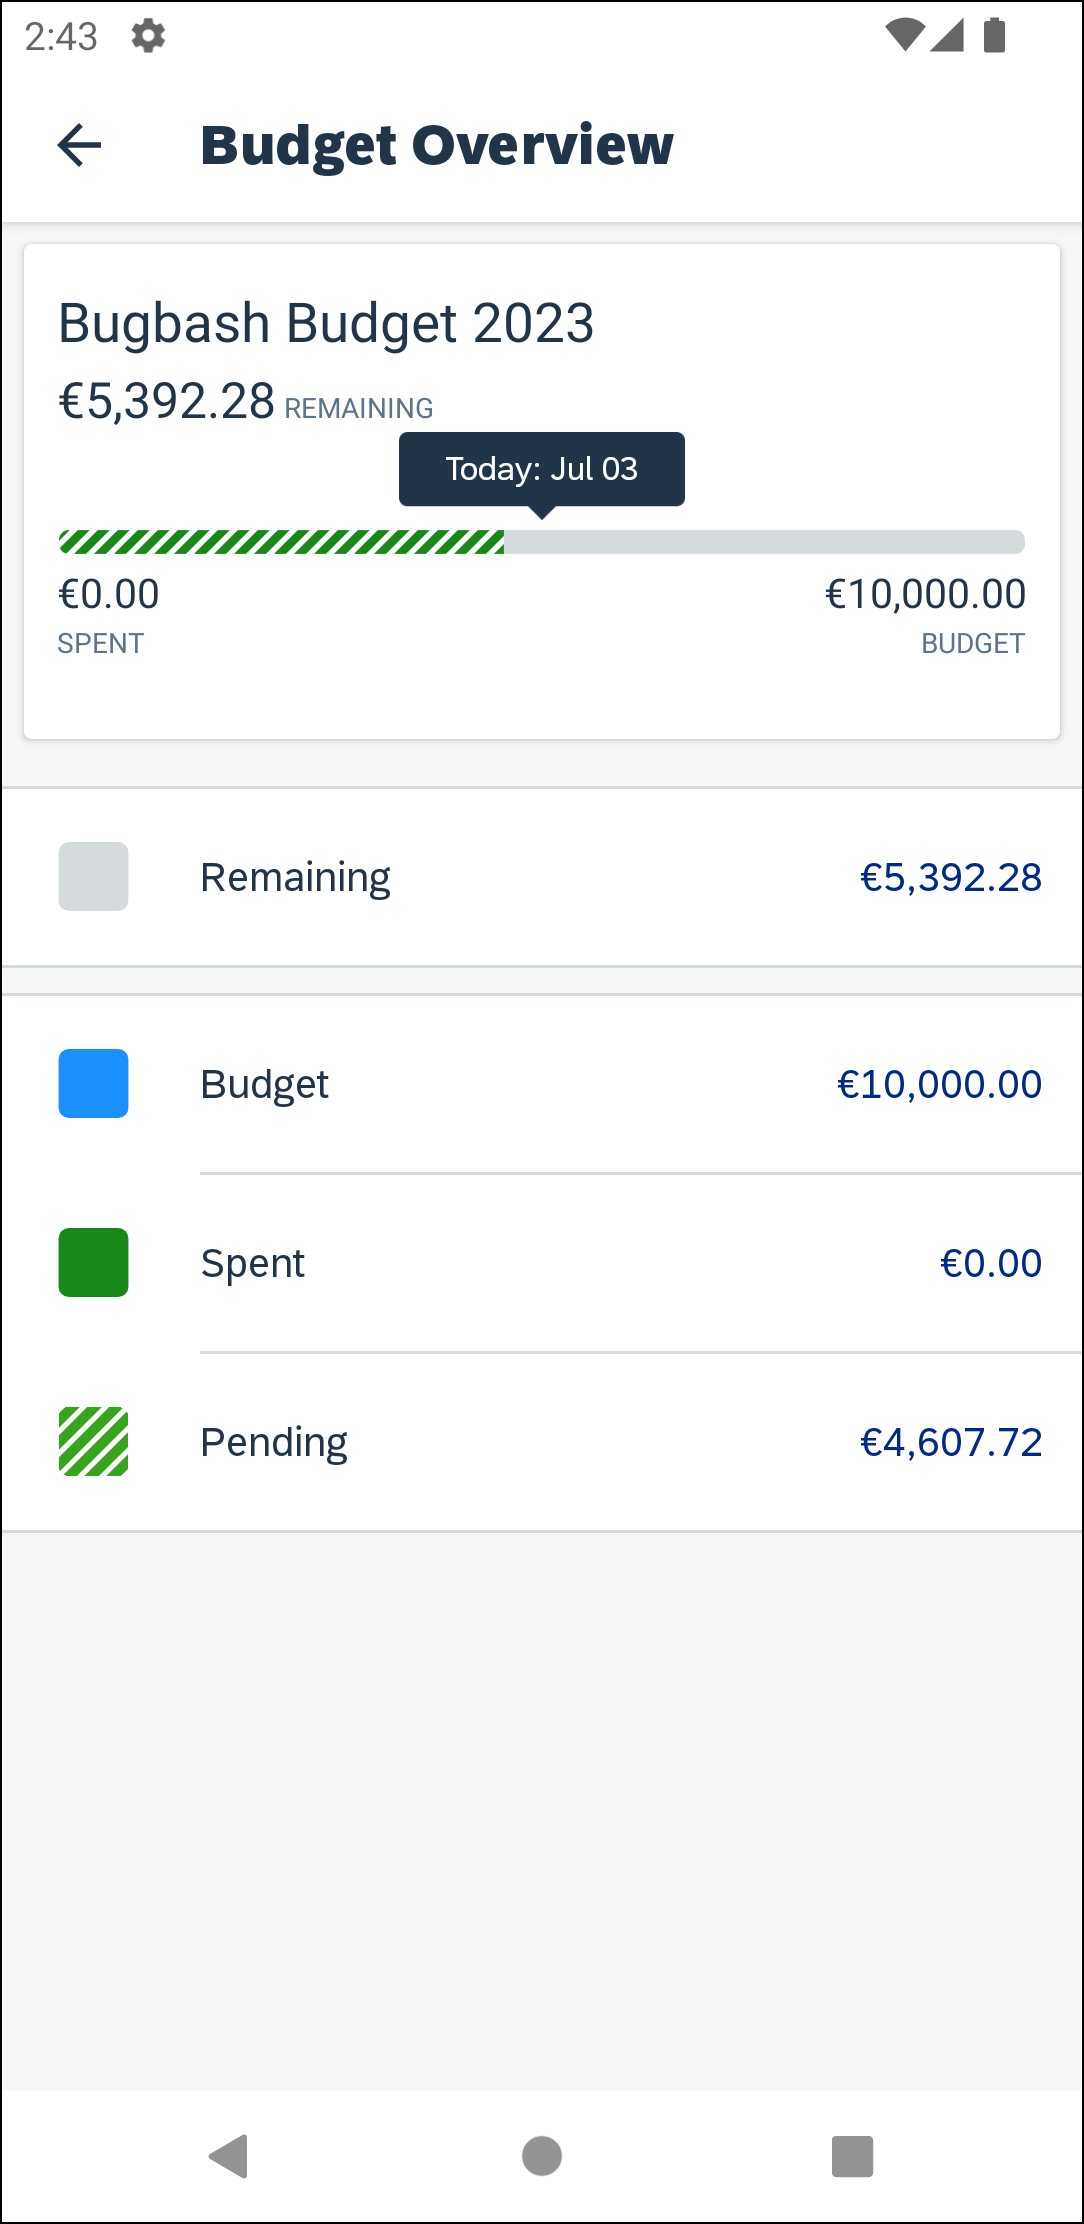 2:43
Budget Overview
Bugbash Budget 2023
€5,392.28 REMAINING
Today: Jul 03
€0.00 €10,000.00
SPENT BUDGET
Remaining €5,392.28
Budget €10,000.00
Spent €0.00
Pending €4,607.72